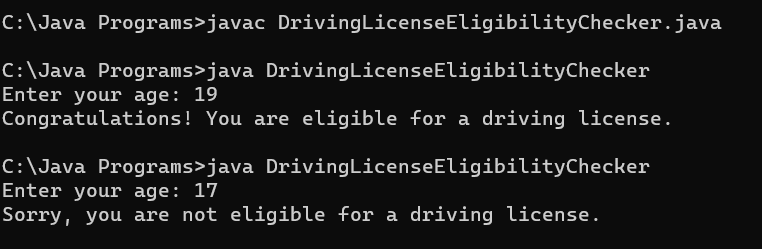 C:\Java Programs>javac DrivingLicenseEligibilityChecker.java
C:\Java Programs>java DrivingLicenseEligibilityChecker
Enter your age: 19
Congratulations! You are eligible for a driving license.
C:\Java Programs>java DrivingLicenseEligibilityChecker
Enter your age: 17
Sorry, you are not eligible for a driving license.